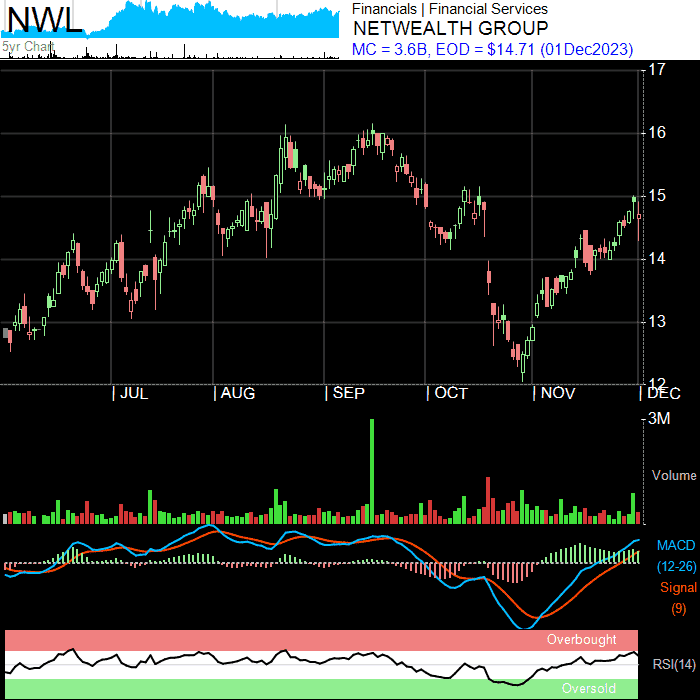 NWL
5yr Chart
Financials | Financial Services
NETWEALTH GROUP
MC = 3.6B, EOD = $14.71 (01Dec2023)
17
16
15
14
13
12
JUL
AUG
SEP
OCT
NOV
DEC
3M
Volume
MACD
(12-26)
Signal
(9)
Overbought
RSI(14)
Oversold